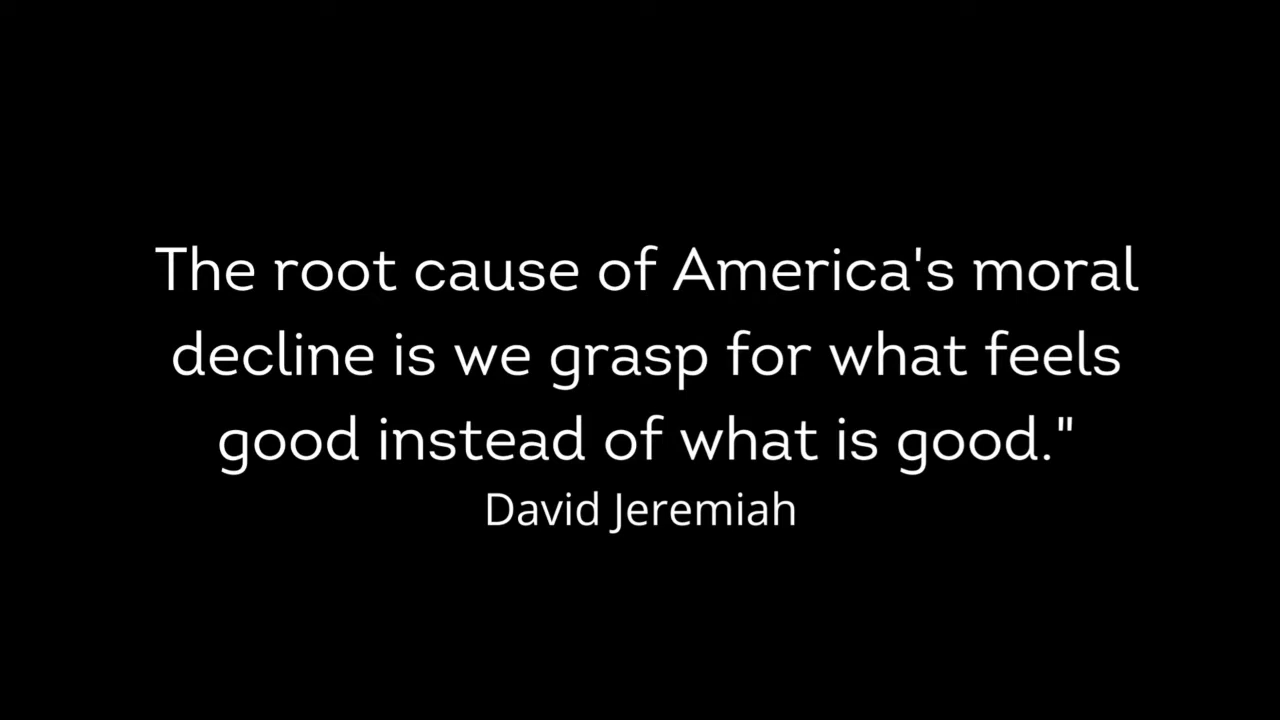 The root cause of America's moral
decline is we grasp for what feels
good instead of what is good."
David Jeremiah